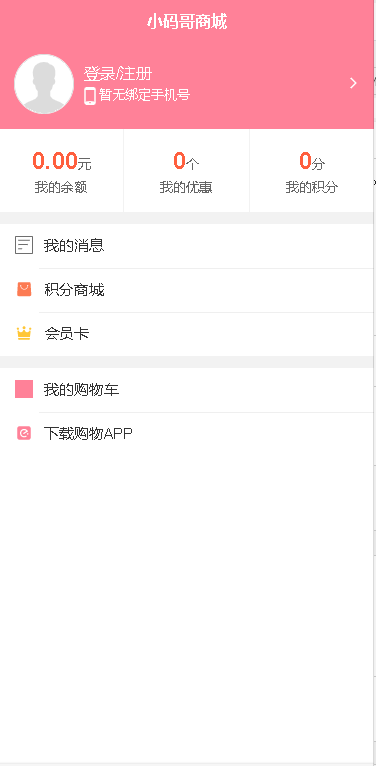 小码哥商城
登录/注册
暂无绑定手机号
0.00元 0个 0分
我的余额 我的优惠 我的积分
我的消息
积分商城
会员卡
我的购物车
下载购物APP